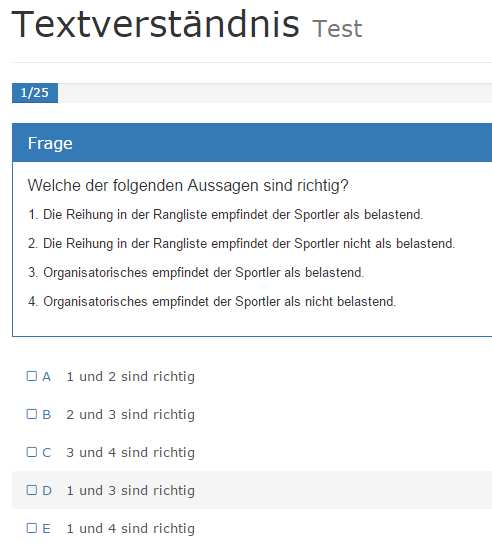 Textverständnis Test
1/25
Frage
Welche der folgenden Aussagen sind richtig?
1. Die Reihung in der Rangliste empfindet der Sportler als belastend.
2. Die Reihung in der Rangliste empfindet der Sportler nicht als belastend.
3. Organisatorisches empfindet der Sportler als belastend.
4. Organisatorisches empfindet der Sportler als nicht belastend.
A 1 und 2 sind richtig
B 2 und 3 sind richtig
C 3 und 4 sind richtig
D 1 und 3 sind richtig
E 1 und 4 sind richtig